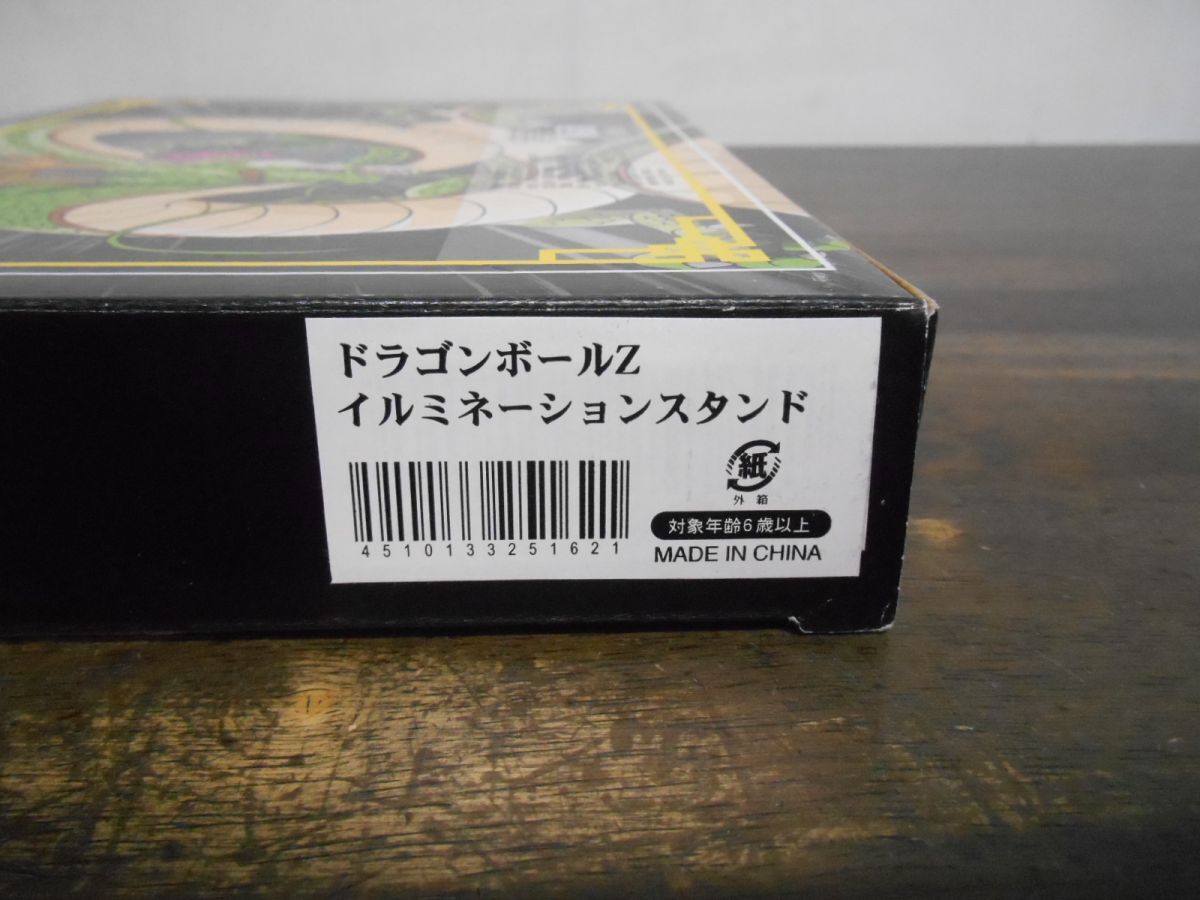 ドラゴンボールZ
イルミネーションスタンド
紙
外箱
4510133251621
対象年齢6歳以上
MADE IN CHINA